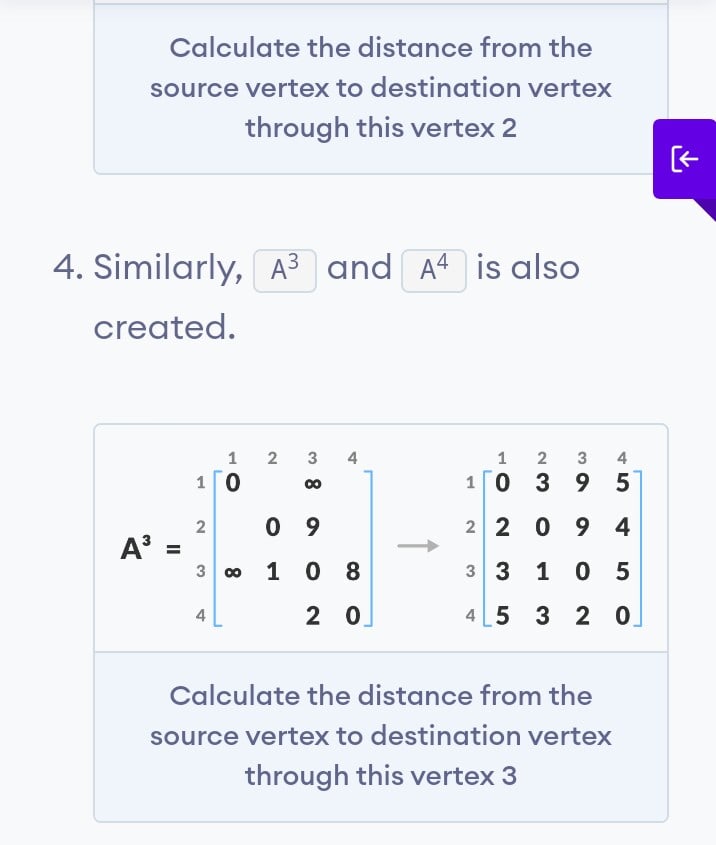 Calculate the distance from the
source vertex to destination vertex
through this vertex 2
4. Similarly, A³ and A⁴ is also
created.
1 2 3 4 1 2 3 4
1 0 ∞ 1 0 3 9 5
2 0 9 2 2 0 9 4
A³ =
3 ∞ 1 0 8 3 3 1 0 5
4 2 0 4 5 3 2 0
Calculate the distance from the
source vertex to destination vertex
through this vertex 3